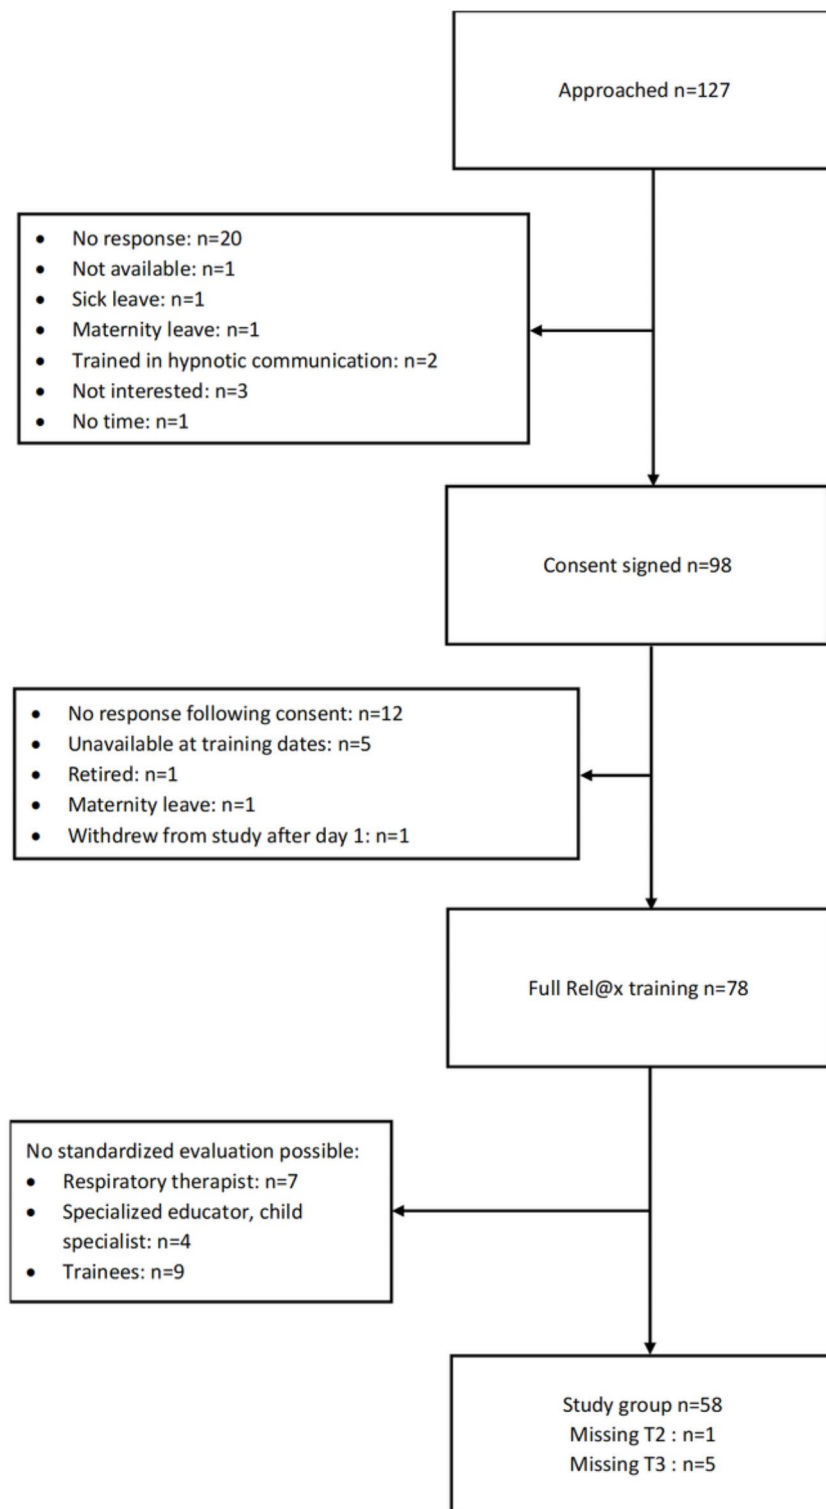 Approached n=127
• No response: n=20
• Not available: n=1
• Sick leave: n=1
• Maternity leave: n=1
• Trained in hypnotic communication: n=2
• Not interested: n=3
• No time: n=1
Consent signed n=98
• No response following consent: n=12
• Unavailable at training dates: n=5
• Retired: n=1
• Maternity leave: n=1
• Withdrew from study after day 1: n=1
Full Rel@x training n=78
No standardized evaluation possible:
• Respiratory therapist: n=7
• Specialized educator, child
specialist: n=4
• Trainees: n=9
Study group n=58
Missing T2 : n=1
Missing T3 : n=5